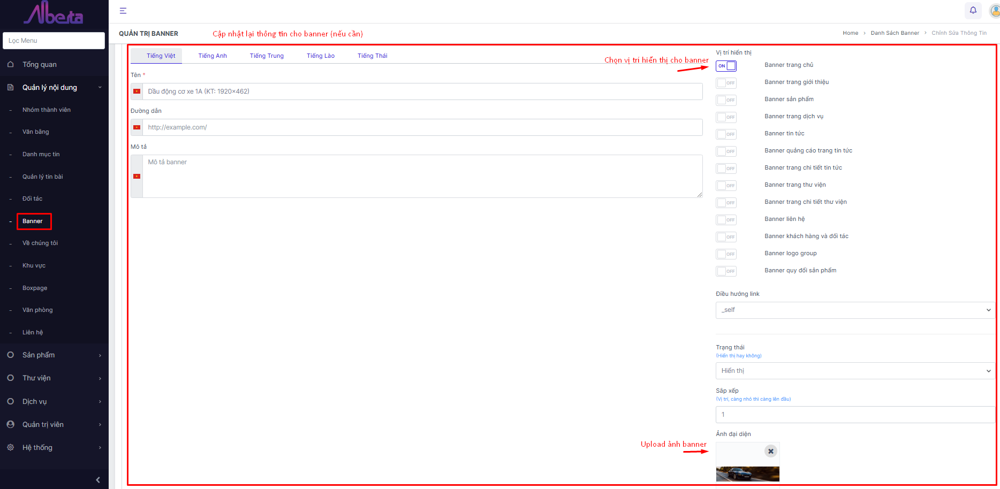 Alberta
Lọc Menu
Tổng quan
Quản lý nội dung
Nhóm thành viên
Văn bằng
Danh mục tin
Quản lý tin bài
Đối tác
Banner
Về chúng tôi
Khu vực
Boxpage
Văn phòng
Liên hệ
Sản phẩm
Thư viện
Dịch vụ
Quản trị viên
Hệ thống
QUẢN TRỊ BANNER
Cập nhật lại thông tin cho banner (nếu cần)
Home > Danh Sách Banner > Chỉnh Sửa Thông Tin
Tiếng Việt Tiếng Anh Tiếng Trung Tiếng Lào Tiếng Thái
Tên *
Dầu động cơ xe 1A (KT: 1920x462)
Đường dẫn
http://example.com/
Mô tả
Mô tả banner
Vị trí hiển thị
Chọn vị trí hiển thị cho banner
ON Banner trang chủ
OFF Banner trang giới thiệu
OFF Banner sản phẩm
OFF Banner trang dịch vụ
OFF Banner tin tức
OFF Banner quảng cáo trang tin tức
OFF Banner trang chi tiết tin tức
OFF Banner trang thư viện
OFF Banner trang chi tiết thư viện
OFF Banner liên hệ
OFF Banner khách hàng và đối tác
OFF Banner logo group
OFF Banner quy đổi sản phẩm
Điều hướng link
_self
Trạng thái
(Hiển thị hay không)
Hiển thị
Sắp xếp
(Vị trí, càng nhỏ thì càng lên đầu)
1
Ảnh đại diện
Upload ảnh banner